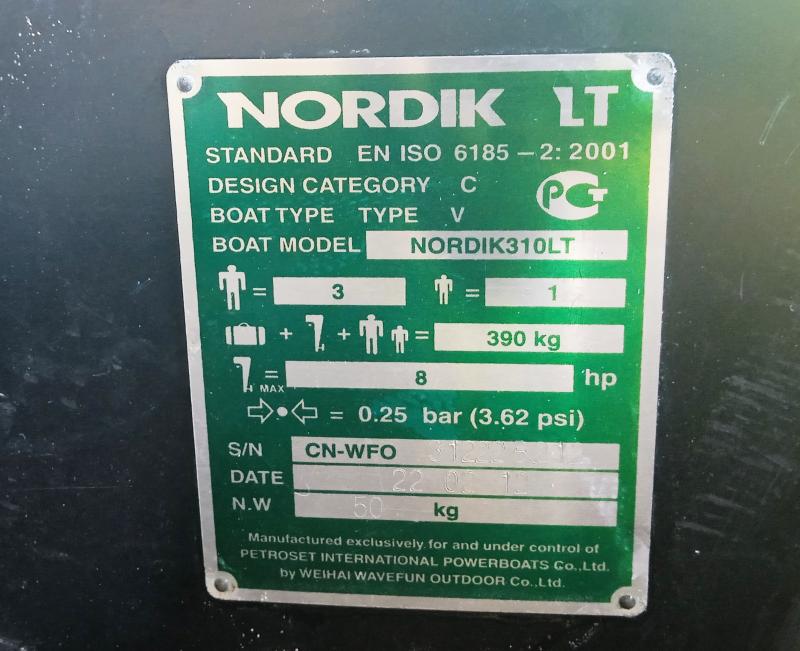 NORDIK LT
STANDARD EN ISO 6185-2: 2001
DESIGN CATEGORY C
BOAT TYPE TYPE V
PCT
BOAT MODEL NORDIK310LT
= 3 = 1
+ + = 390 kg
MAX = 8 hp
= 0.25 bar (3.62 psi)
S/N CN-WFO
DATE 22
N.W 50 kg
Manufactured exclusively for and under control of
PETROSET INTERNATIONAL POWERBOATS Co.,Ltd.
by WEIHAI WAVEFUN OUTDOOR Co.,Ltd.